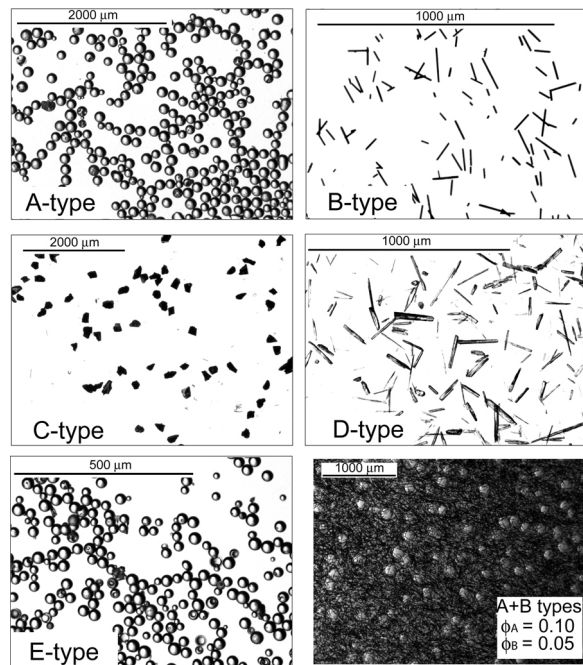 2000 μm
A-type
1000 μm
B-type
2000 μm
C-type
1000 μm
D-type
500 μm
E-type
1000 μm
A+B types
ϕA = 0.10
ϕB = 0.05